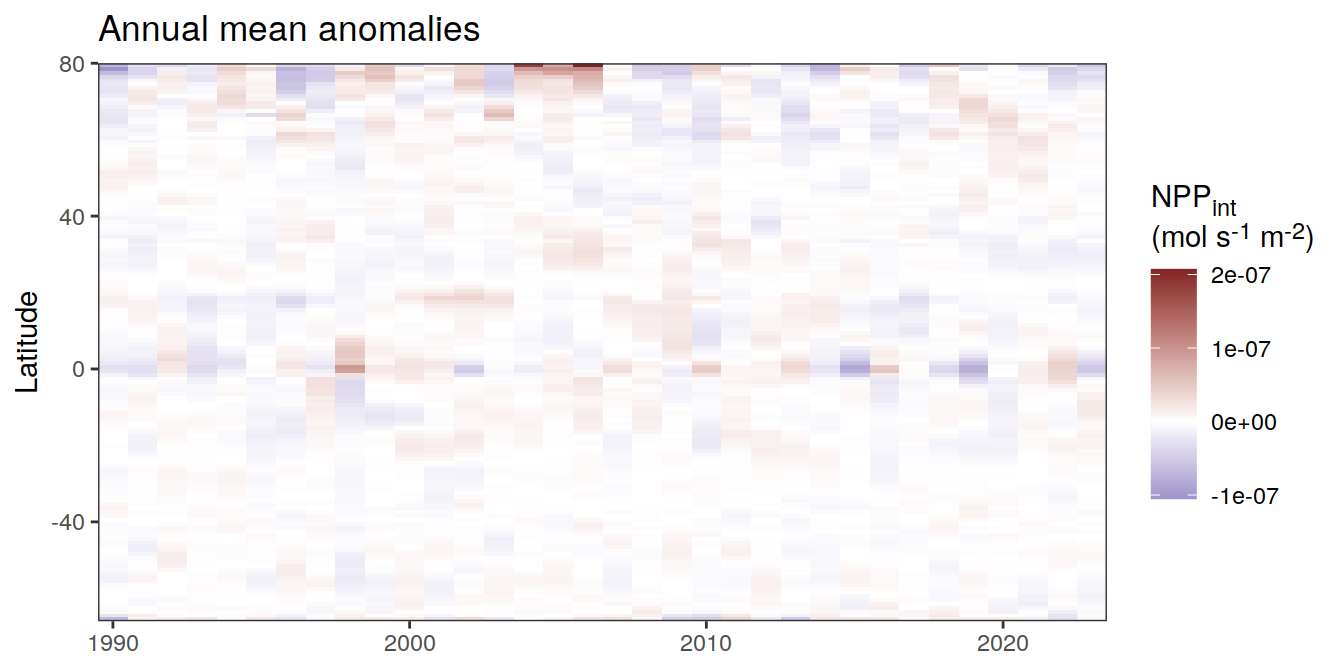 Annual mean anomalies
80
40
0
-40
Latitude
1990
2000
2010
2020
NPPint
(mol s-1 m-2)
2e-07
1e-07
0e+00
-1e-07